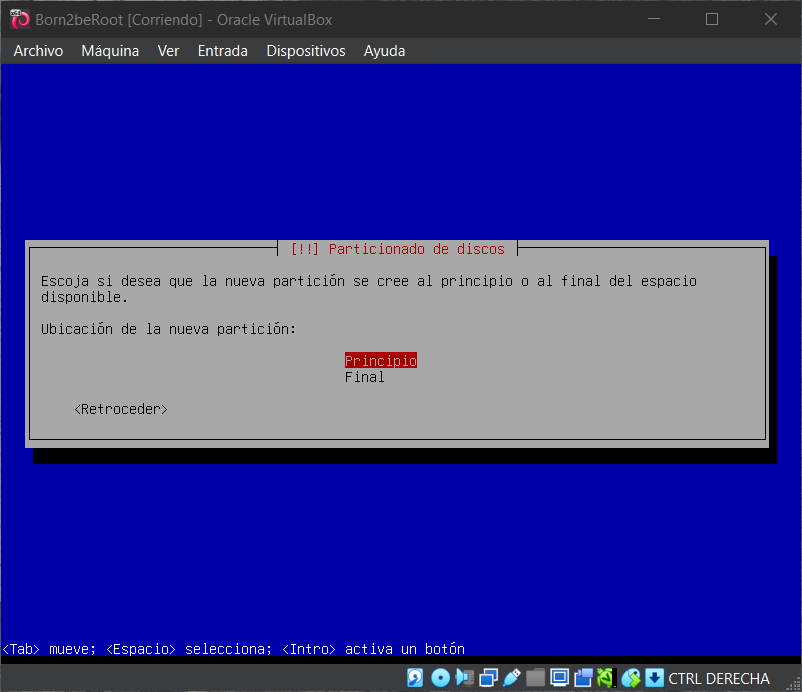 Born2beRoot [Corriendo] - Oracle VirtualBox
Archivo Máquina Ver Entrada Dispositivos Ayuda
[!!] Particionado de discos
Escoja si desea que la nueva partición se cree al principio o al final del espacio
disponible.
Ubicación de la nueva partición:
Principio
Final
<Retroceder>
<Tab> mueve; <Espacio> selecciona; <Intro> activa un botón
CTRL DERECHA